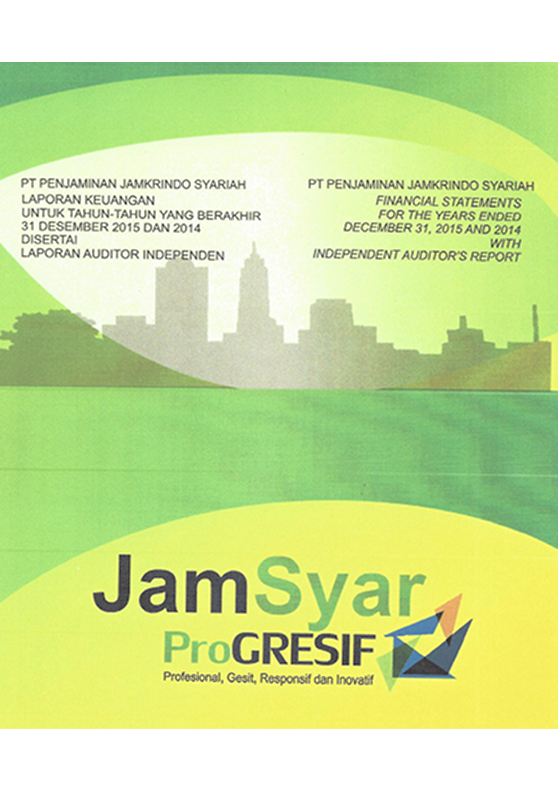 PT PENJAMINAN JAMKRINDO SYARIAH
LAPORAN KEUANGAN
UNTUK TAHUN-TAHUN YANG BERAKHIR
31 DESEMBER 2015 DAN 2014
DISERTAI
LAPORAN AUDITOR INDEPENDEN
PT PENJAMINAN JAMKRINDO SYARIAH
FINANCIAL STATEMENTS
FOR THE YEARS ENDED
DECEMBER 31, 2015 AND 2014
WITH
INDEPENDENT AUDITOR'S REPORT
JamSyar
ProGRESIF
Profesional, Gesit, Responsif dan Inovatif